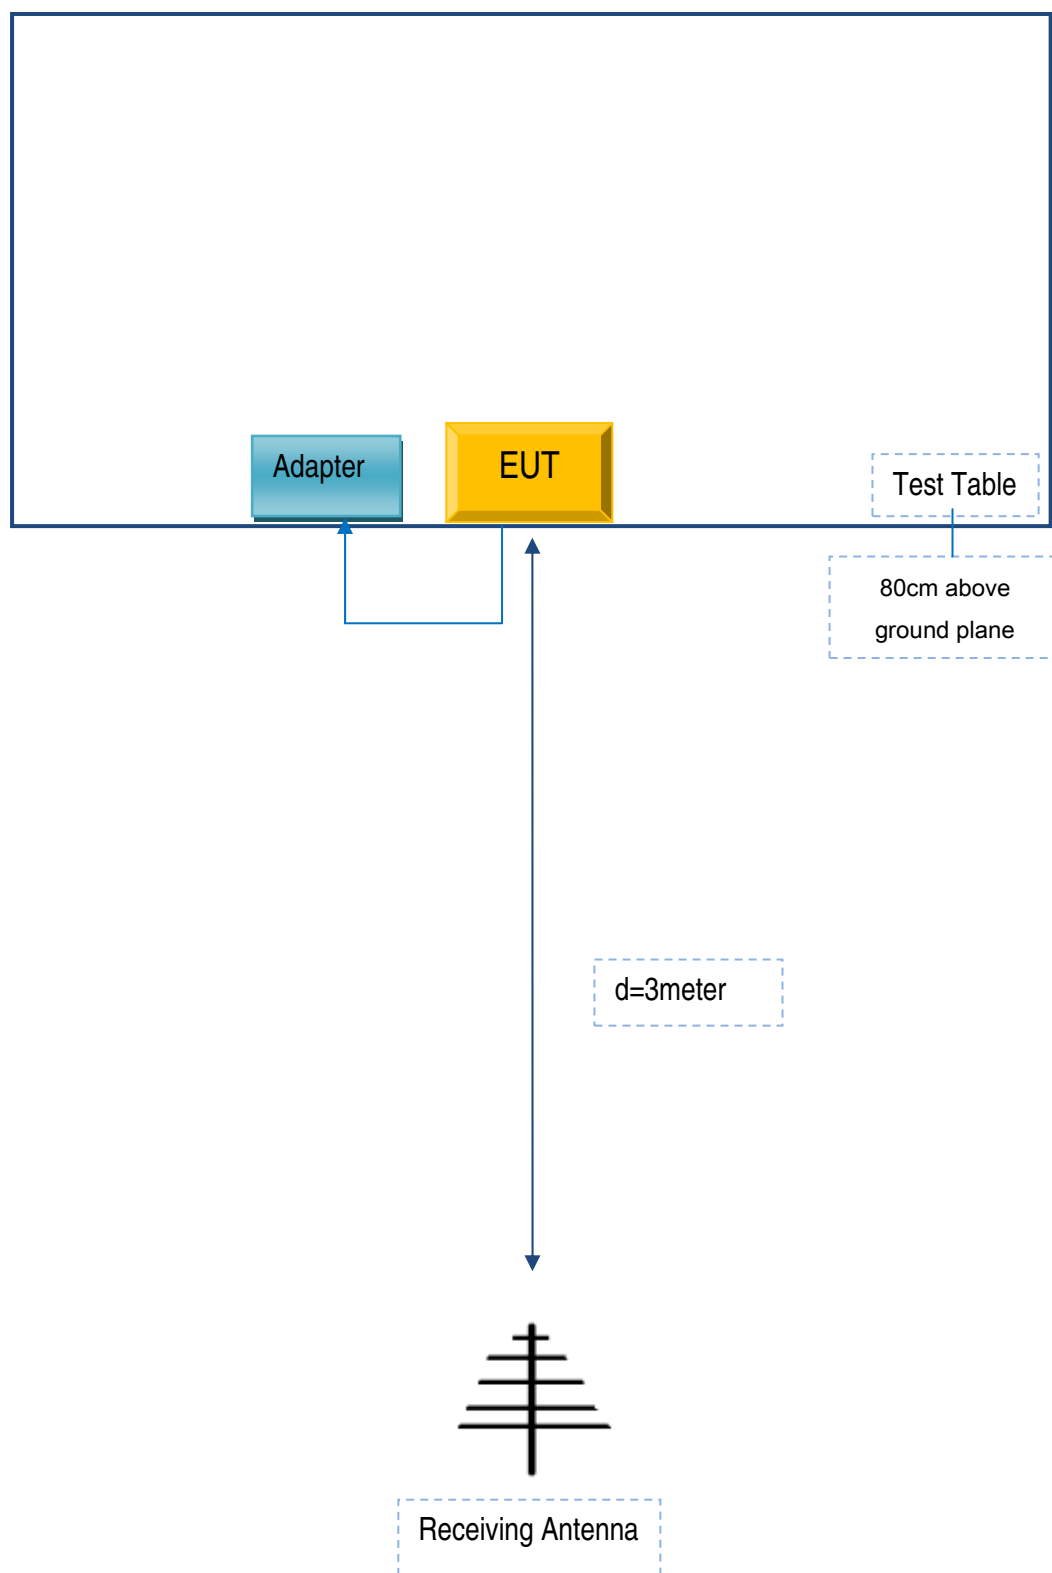 Adapter
EUT
Test Table
80cm above
ground plane
d=3meter
Receiving Antenna